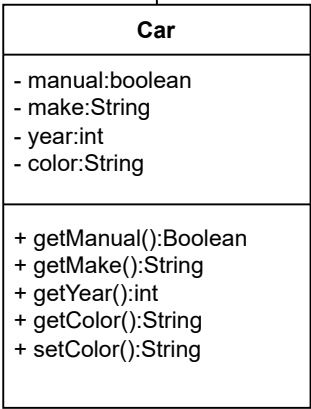 Car
- manual:boolean
- make:String
- year:int
- color:String
+ getManual():Boolean
+ getMake():String
+ getYear():int
+ getColor():String
+ setColor():String